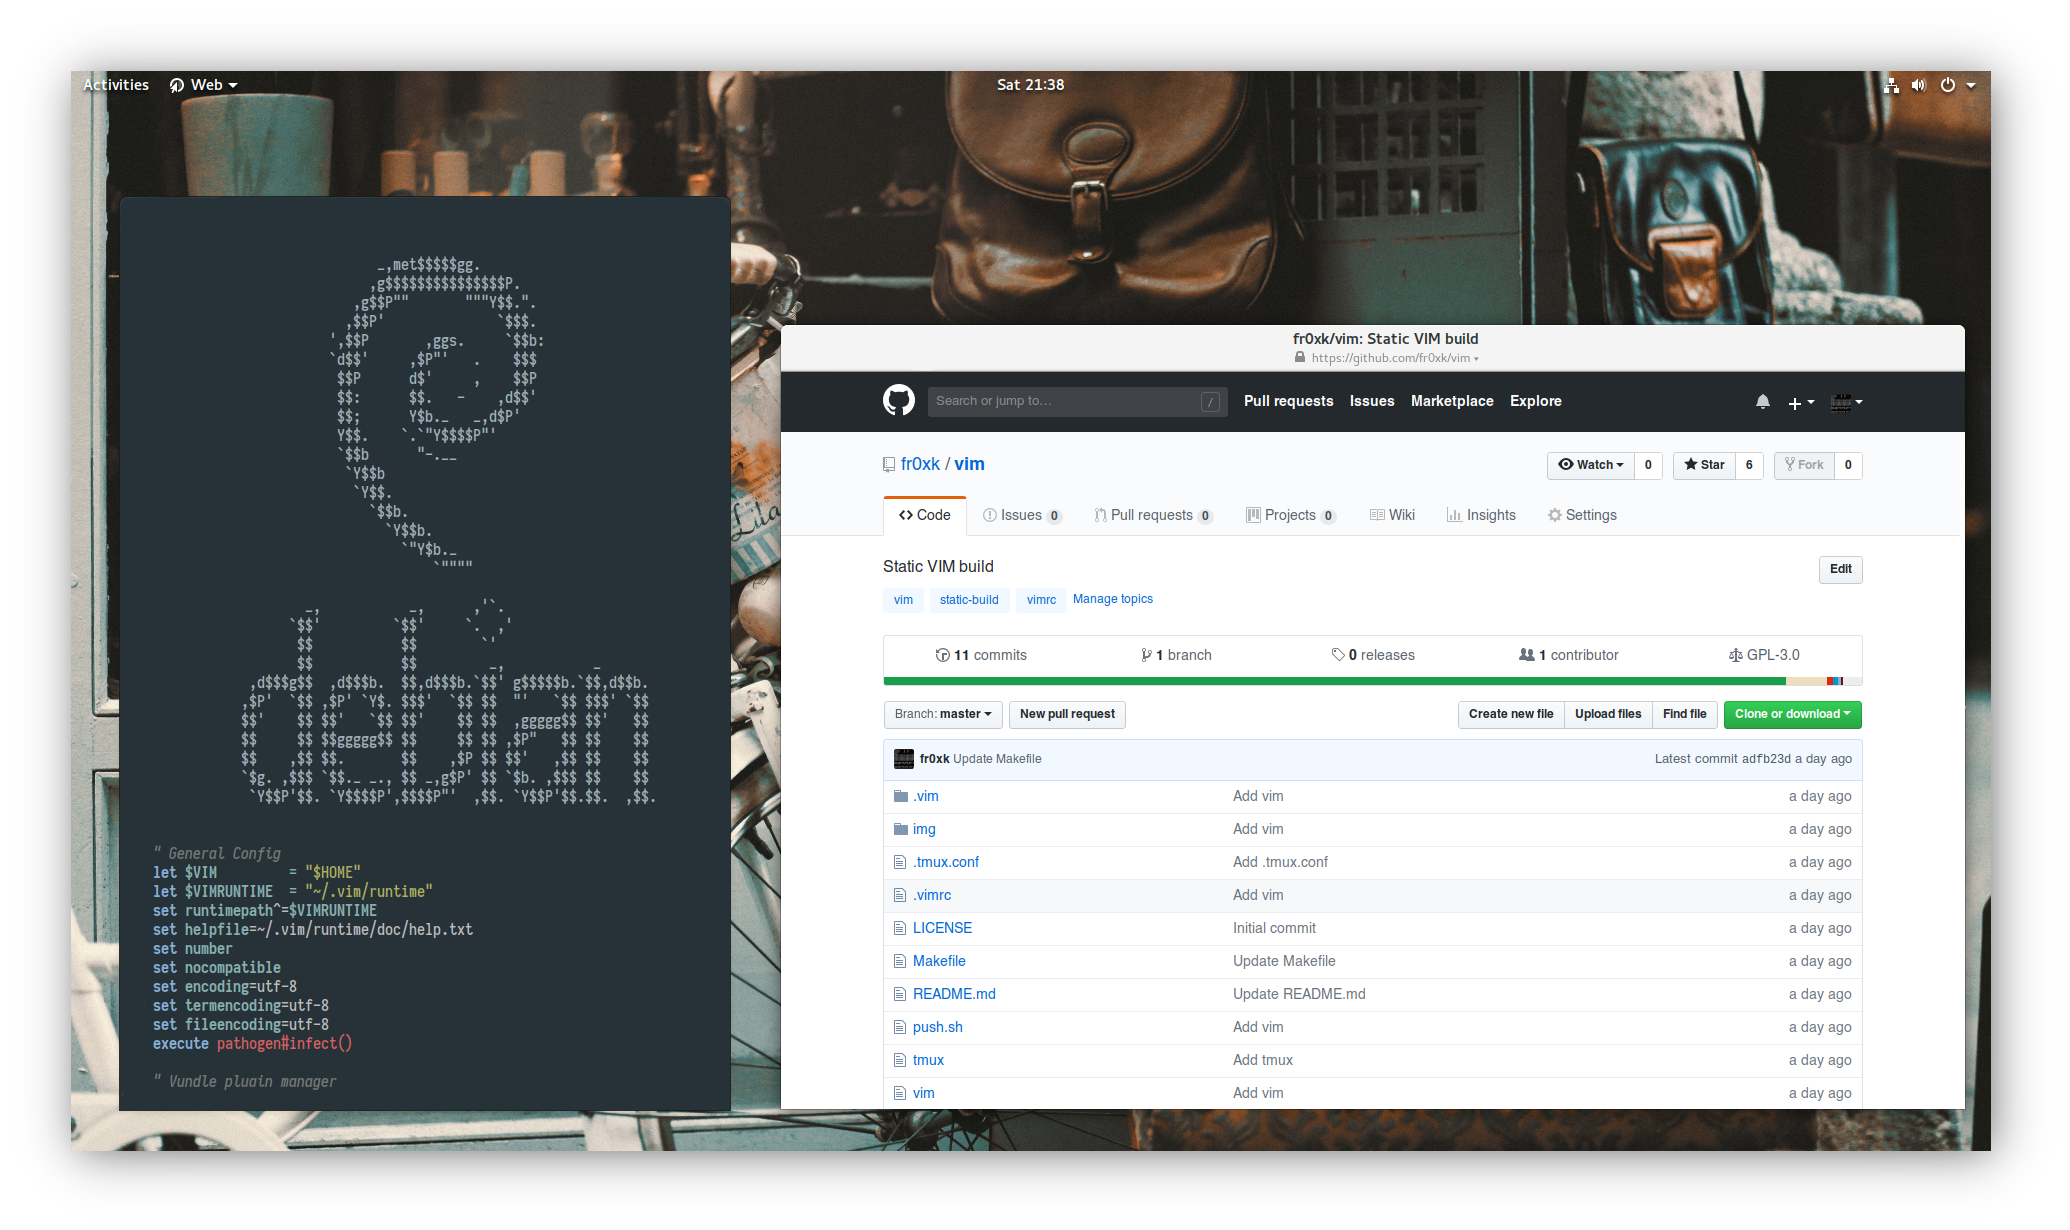 Activities Web Sat 21:38
_,met$$$$$gg.
,g$$$$$$$$$$$$$$$P.
,g$$P""       """Y$$.".
,$$P'              `$$$.
',$$P       ,ggs.     `$$b:
`d$$'     ,$P"'   .    $$$
$$P      d$'     ,    $$P
$$:      $$.   -    ,d$$'
$$;      Y$b._   _,d$P'
Y$$.    `.`"Y$$$$P"'
`$$b      "-.__
`Y$$b
`Y$$.
`$$b.
`Y$$b.
`"Y$b._
`""""
_,           _,      ,'`.
`$$'         `$$'    `.  ,'
$$           $$        `'
$$           $$         _,           _
,d$$$g$$  ,d$$$b.  $$,d$$$b.`$$' g$$$$$b.`$$,d$$b.
,$P'  `$$ ,$P' `Y$. $$$'  `$$ $$  "'   `$$ $$$' `$$
$$'    $$ $$'   `$$ $$'    $$ $$  ,ggggg$$ $$'   $$
$$     $$ $$ggggg$$ $$     $$ $$ ,$P"   $$ $$    $$
$$    ,$$ $$.       $$    ,$P $$ $$'   ,$$ $$    $$
`$g. ,$$$ `$$._ _., $$ _,g$P' $$ `$b. ,$$$ $$    $$
`Y$$P'$$. `Y$$$$P',$$$$P"'  ,$$. `Y$$P'$$.$$.  ,$$.
" General Config
let $VIM         = "$HOME"
let $VIMRUNTIME  = "~/.vim/runtime"
set runtimepath^=$VIMRUNTIME
set helpfile=~/.vim/runtime/doc/help.txt
set number
set nocompatible
set encoding=utf-8
set termencoding=utf-8
set fileencoding=utf-8
execute pathogen#infect()
" Vundle plugin manager
fr0xk/vim: Static VIM build
https://github.com/fr0xk/vim
Search or jump to… / Pull requests Issues Marketplace Explore
fr0xk / vim Watch 0 Star 6 Fork 0
Code Issues 0 Pull requests 0 Projects 0 Wiki Insights Settings
Static VIM build Edit
vim static-build vimrc Manage topics
11 commits 1 branch 0 releases 1 contributor GPL-3.0
Branch: master New pull request Create new file Upload files Find file Clone or download
fr0xk Update Makefile Latest commit adfb23d a day ago
.vim Add vim a day ago
img Add vim a day ago
.tmux.conf Add .tmux.conf a day ago
.vimrc Add vim a day ago
LICENSE Initial commit a day ago
Makefile Update Makefile a day ago
README.md Update README.md a day ago
push.sh Add vim a day ago
tmux Add tmux a day ago
vim Add vim a day ago